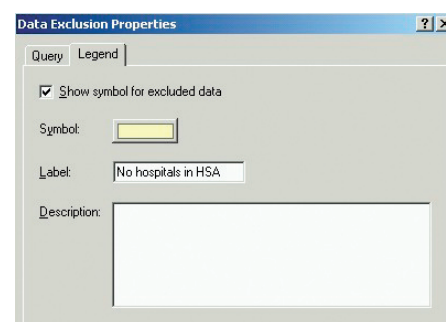 Data Exclusion Properties
Query Legend
Show symbol for excluded data
Symbol:
Label: No hospitals in HSA
Description: